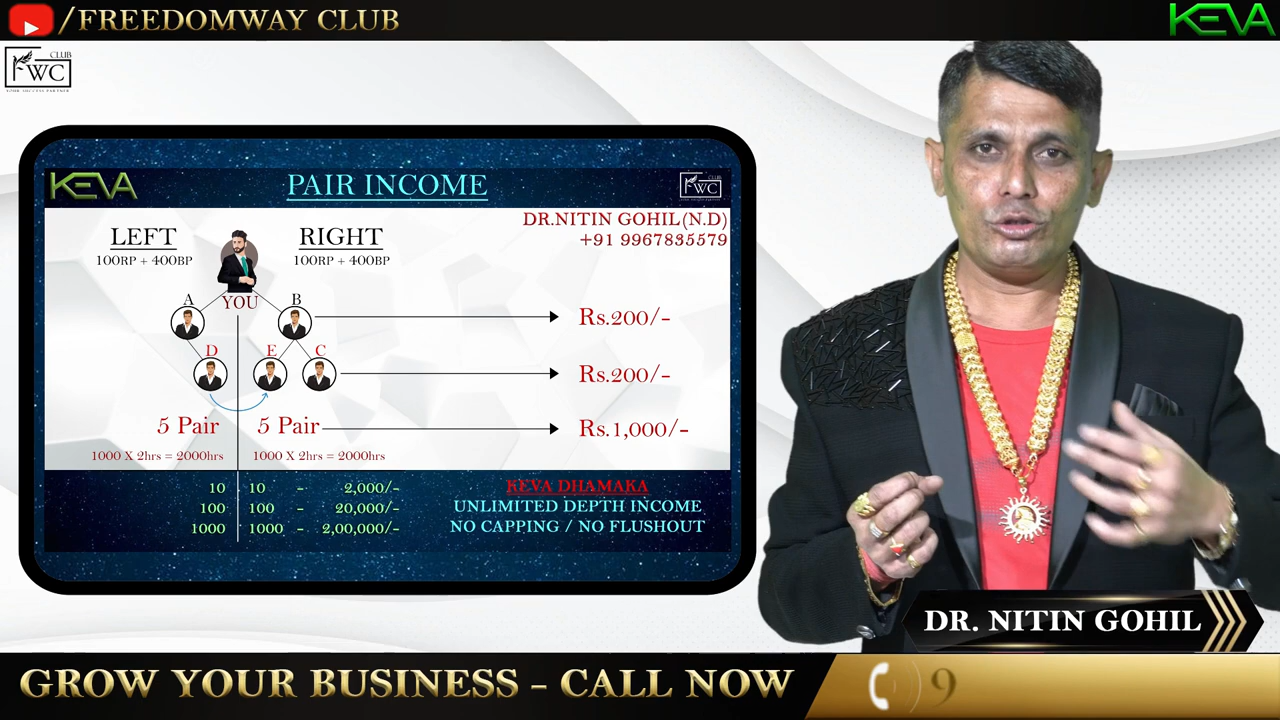 /FREEDOMWAY CLUB
KEVA
CLUB
FWC
KEVA
PAIR INCOME
CLUB
FWC
DR.NITIN GOHIL(N.D)
+91 9967835579
LEFT
RIGHT
100RP + 400BP
100RP + 400BP
A
YOU
B
Rs.200/-
D
E
C
Rs.200/-
5 Pair
5 Pair
Rs.1,000/-
1000 X 2hrs = 2000hrs
1000 X 2hrs = 2000hrs
10 10 - 2,000/-
100 100 - 20,000/-
1000 1000 - 2,00,000/-
KEVA DHAMAKA
UNLIMITED DEPTH INCOME
NO CAPPING / NO FLUSHOUT
DR. NITIN GOHIL
GROW YOUR BUSINESS - CALL NOW
9